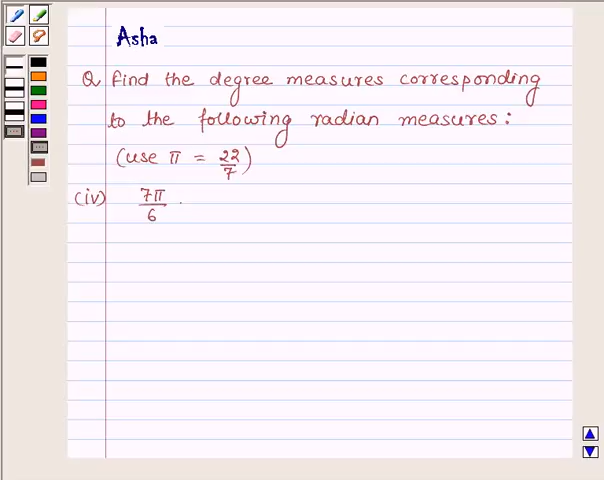 Asha
Q Find the degree measures corresponding
to the following radian measures:
(use π = 22/7)
(iv) 7π/6